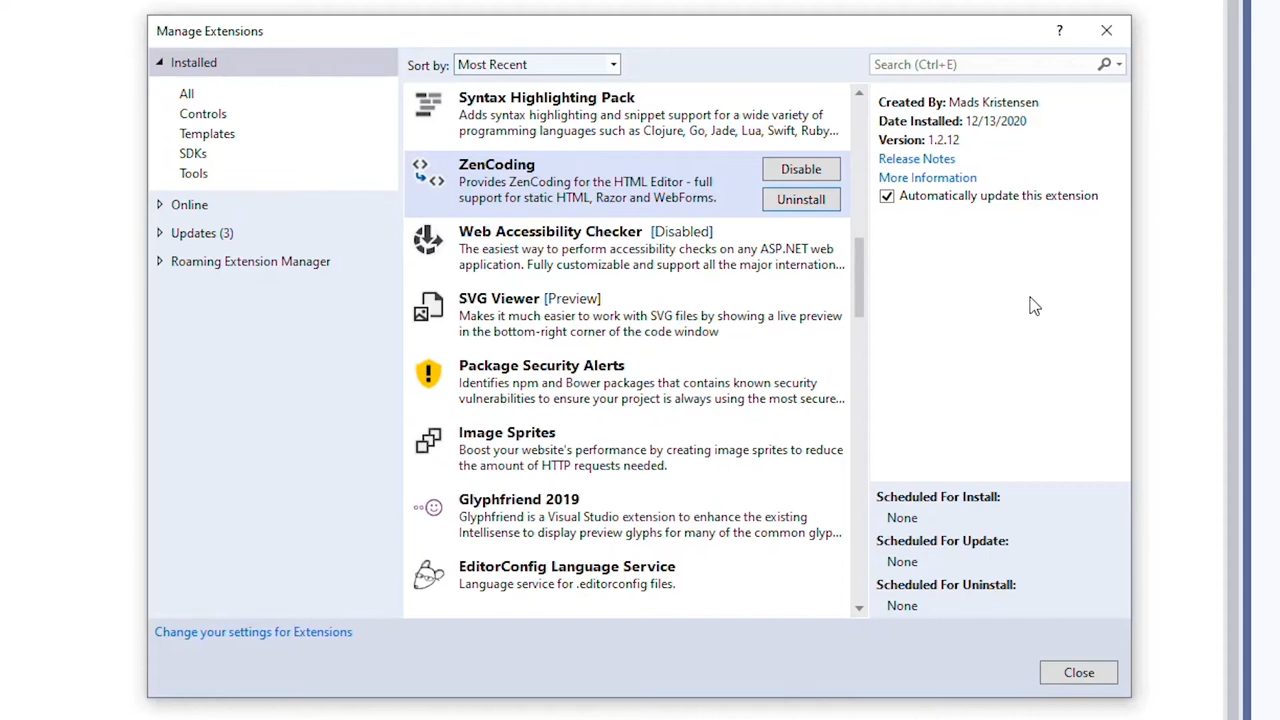 Manage Extensions
?
Installed
All
Controls
Templates
SDKs
Tools
Online
Updates (3)
Roaming Extension Manager
Sort by:
Most Recent
Search (Ctrl+E)
Syntax Highlighting Pack
Adds syntax highlighting and snippet support for a wide variety of
programming languages such as Clojure, Go, Jade, Lua, Swift, Ruby...
ZenCoding
Provides ZenCoding for the HTML Editor - full
support for static HTML, Razor and WebForms.
Disable
Uninstall
Web Accessibility Checker [Disabled]
The easiest way to perform accessibility checks on any ASP.NET web
application. Fully customizable and support all the major internation...
SVG Viewer [Preview]
Makes it much easier to work with SVG files by showing a live preview
in the bottom-right corner of the code window
Package Security Alerts
Identifies npm and Bower packages that contains known security
vulnerabilities to ensure your project is always using the most secure...
Image Sprites
Boost your website's performance by creating image sprites to reduce
the amount of HTTP requests needed.
Glyphfriend 2019
Glyphfriend is a Visual Studio extension to enhance the existing
Intellisense to display preview glyphs for many of the common glyp...
EditorConfig Language Service
Language service for .editorconfig files.
Created By: Mads Kristensen
Date Installed: 12/13/2020
Version: 1.2.12
Release Notes
More Information
Automatically update this extension
Scheduled For Install:
None
Scheduled For Update:
None
Scheduled For Uninstall:
None
Change your settings for Extensions
Close